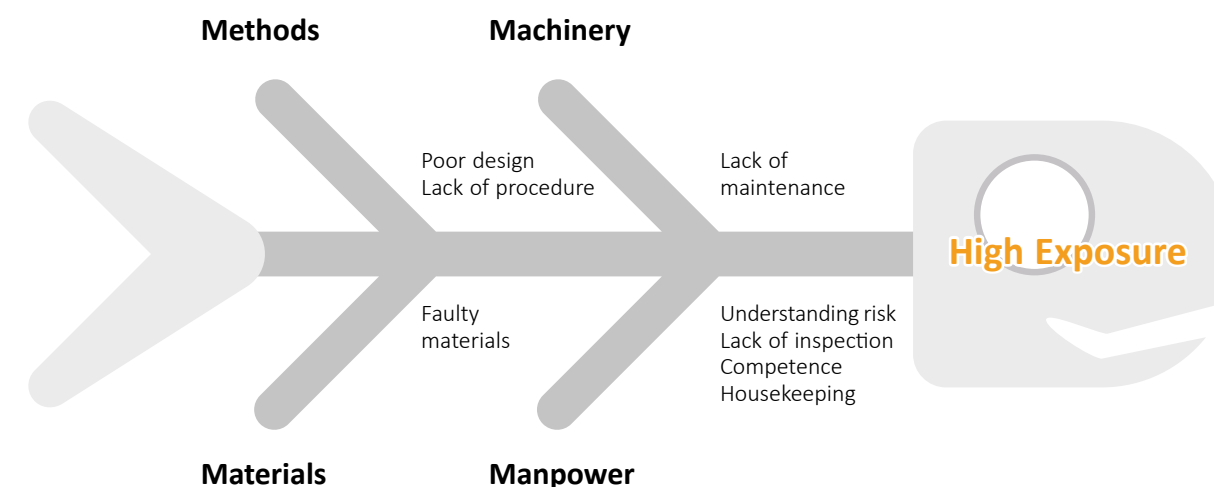 Methods
Machinery
Poor design
Lack of procedure
Lack of
maintenance
High Exposure
Faulty
materials
Understanding risk
Lack of inspection
Competence
Housekeeping
Materials
Manpower